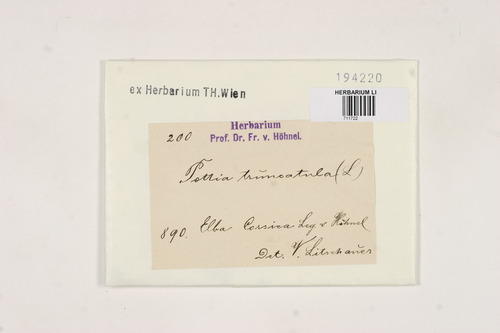 194220
ex Herbarium TH.Wien
HERBARIUM LI
711722
Herbarium
Prof. Dr. Fr. v. Höhnel.
200
Pottia truncatula (L)
890. Elba Corsica Leg. v Höhnel
Det. V. Litschauer